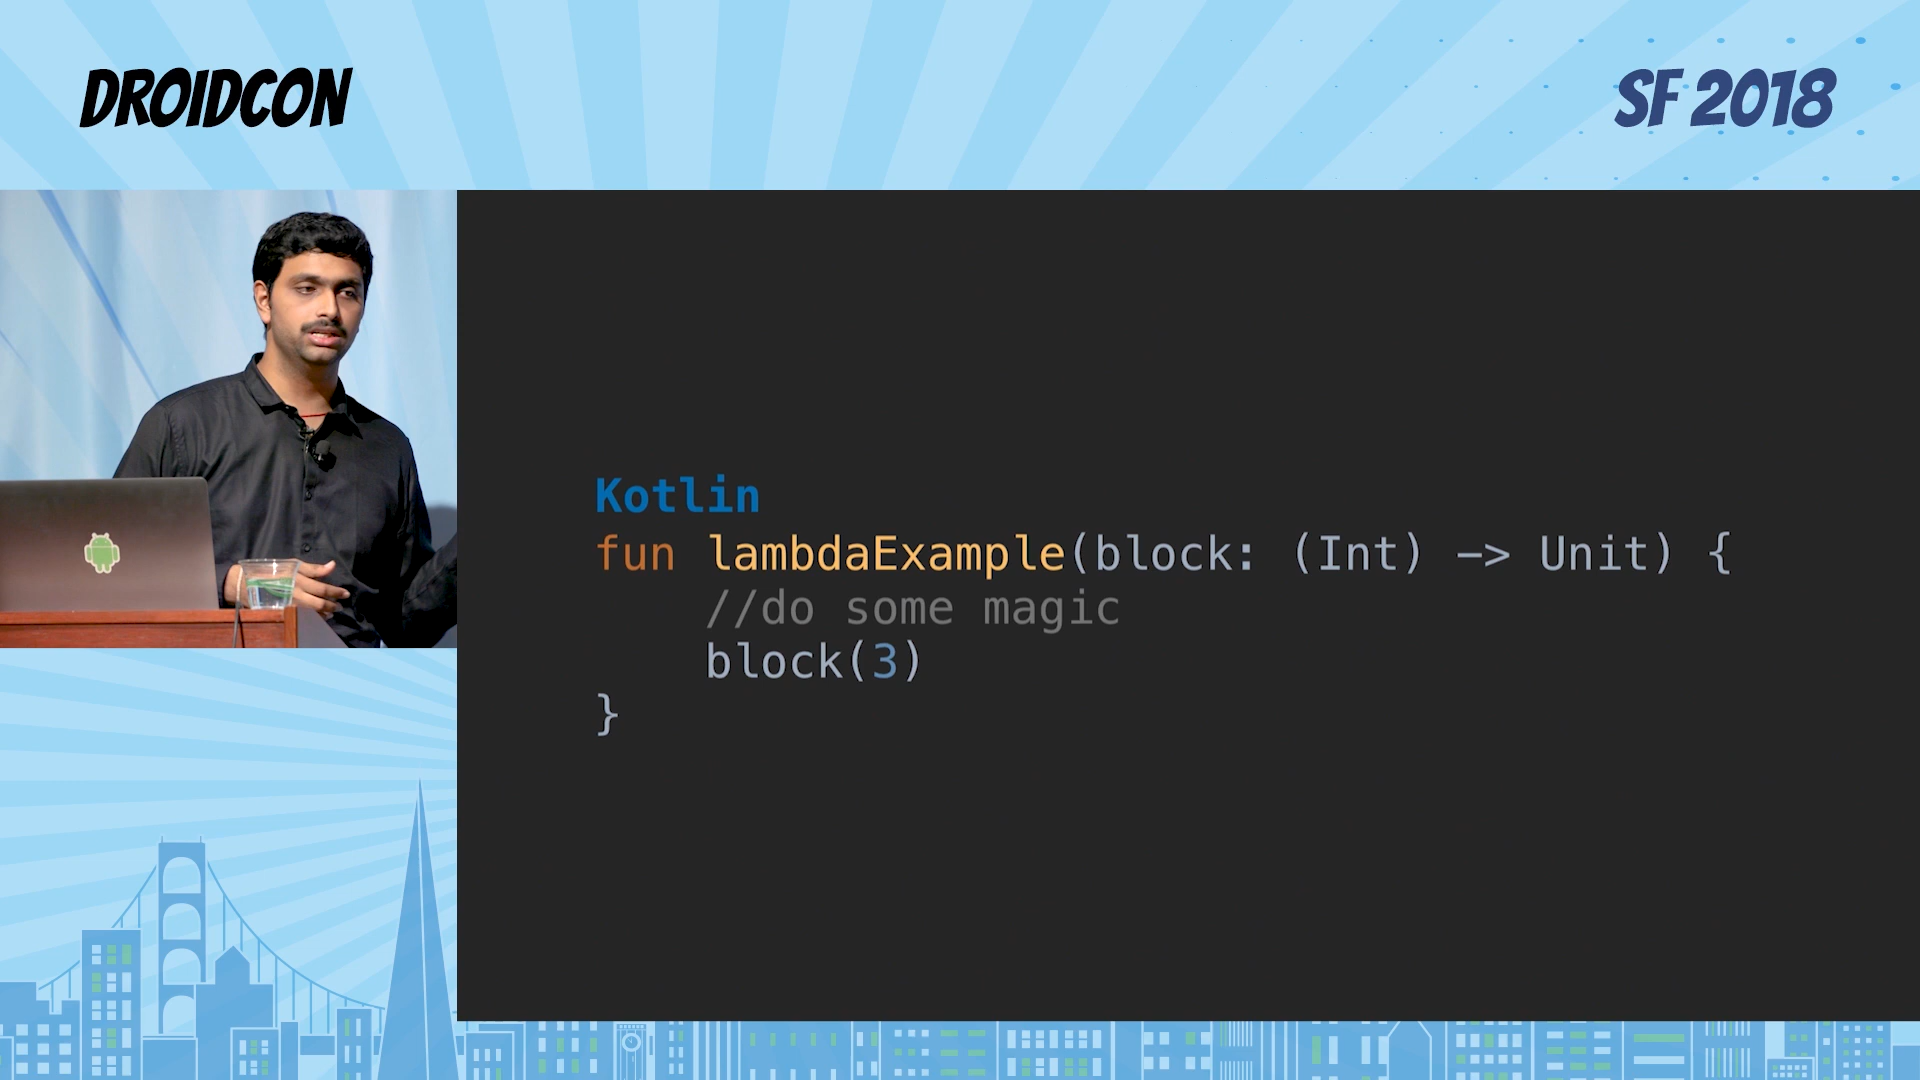 DROIDCON
SF 2018
Kotlin
fun lambdaExample(block: (Int) -> Unit) {
    //do some magic
    block(3)
}